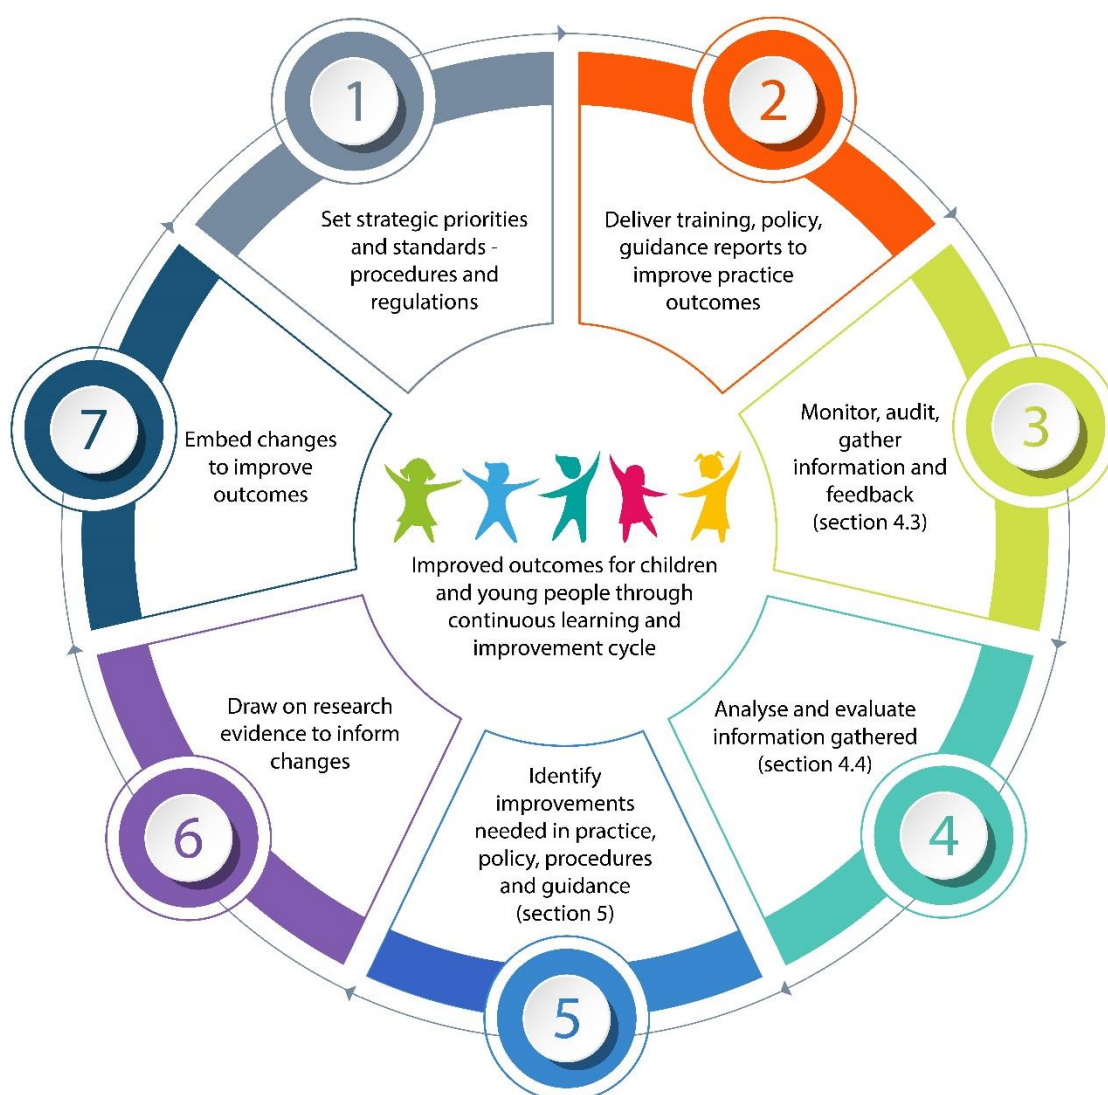 1
Set strategic priorities
and standards -
procedures and
regulations
2
Deliver training, policy,
guidance reports to
improve practice
outcomes
3
Monitor, audit,
gather
information and
feedback
(section 4.3)
4
Analyse and evaluate
information gathered
(section 4.4)
5
Identify
improvements
needed in practice,
policy, procedures
and guidance
(section 5)
6
Draw on research
evidence to inform
changes
7
Embed changes
to improve
outcomes
Improved outcomes for children
and young people through
continuous learning and
improvement cycle